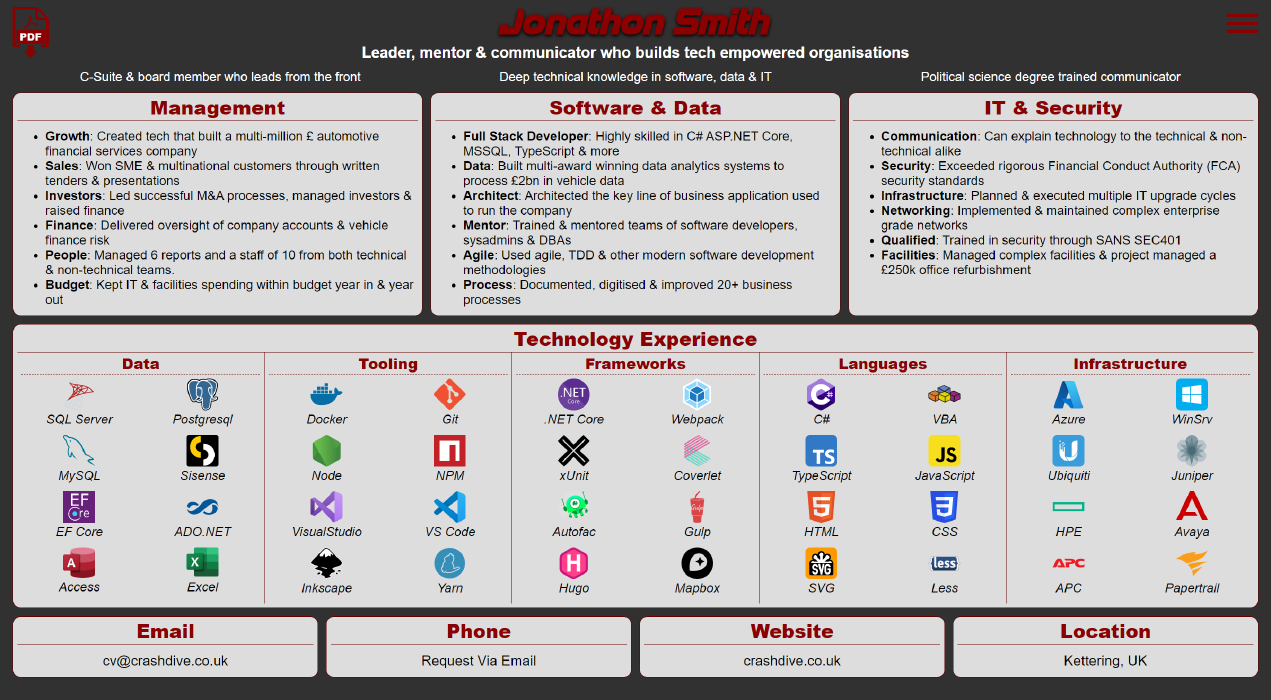 PDF
Jonathon Smith
Leader, mentor & communicator who builds tech empowered organisations
C-Suite & board member who leads from the front
Deep technical knowledge in software, data & IT
Political science degree trained communicator
Management
• Growth: Created tech that built a multi-million £ automotive
financial services company
• Sales: Won SME & multinational customers through written
tenders & presentations
• Investors: Led successful M&A processes, managed investors &
raised finance
• Finance: Delivered oversight of company accounts & vehicle
finance risk
• People: Managed 6 reports and a staff of 10 from both technical
& non-technical teams.
• Budget: Kept IT & facilities spending within budget year in & year
out
Software & Data
• Full Stack Developer: Highly skilled in C# ASP.NET Core,
MSSQL, TypeScript & more
• Data: Built multi-award winning data analytics systems to
process £2bn in vehicle data
• Architect: Architected the key line of business application used
to run the company
• Mentor: Trained & mentored teams of software developers,
sysadmins & DBAs
• Agile: Used agile, TDD & other modern software development
methodologies
• Process: Documented, digitised & improved 20+ business
processes
IT & Security
• Communication: Can explain technology to the technical & non-
technical alike
• Security: Exceeded rigorous Financial Conduct Authority (FCA)
security standards
• Infrastructure: Planned & executed multiple IT upgrade cycles
• Networking: Implemented & maintained complex enterprise
grade networks
• Qualified: Trained in security through SANS SEC401
• Facilities: Managed complex facilities & project managed a
£250k office refurbishment
Technology Experience
Data
SQL Server
Postgresql
MySQL
Sisense
EF
Core
EF Core
ADO.NET
A
Access
X
Excel
Tooling
Docker
Git
Node
NPM
VisualStudio
VS Code
Inkscape
Yarn
Frameworks
.NET
Core
.NET Core
Webpack
xUnit
Coverlet
Autofac
Gulp
H
Hugo
Mapbox
Languages
C#
C#
VBA
TS
TypeScript
JS
JavaScript
5
HTML
3
CSS
SVG
SVG
{less}
Less
Infrastructure
Azure
WinSrv
U
Ubiquiti
Juniper
HPE
Avaya
APC
APC
Papertrail
Email
cv@crashdive.co.uk
Phone
Request Via Email
Website
crashdive.co.uk
Location
Kettering, UK